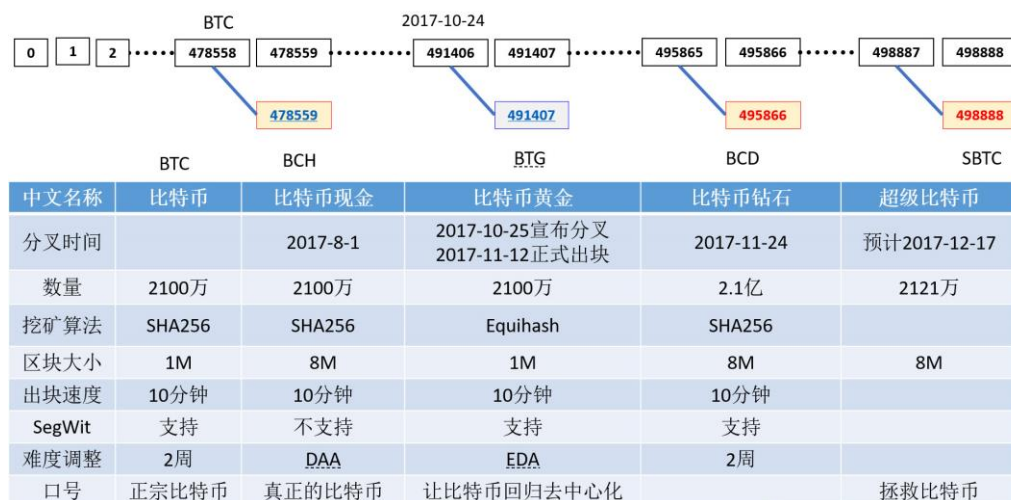 BTC 2017-10-24
0 1 2 478558 478559 491406 491407 495865 495866 498887 498888
478559 491407 495866 498888
BTC BCH BTG BCD SBTC
中文名称 比特币 比特币现金 比特币黄金 比特币钻石 超级比特币
分叉时间 2017-8-1 2017-10-25宣布分叉 2017-11-12正式出块 2017-11-24 预计2017-12-17
数量 2100万 2100万 2100万 2.1亿 2121万
挖矿算法 SHA256 SHA256 Equihash SHA256
区块大小 1M 8M 1M 8M 8M
出块速度 10分钟 10分钟 10分钟 10分钟
SegWit 支持 不支持 支持 支持
难度调整 2周 DAA EDA 2周
口号 正宗比特币 真正的比特币 让比特币回归去中心化 拯救比特币